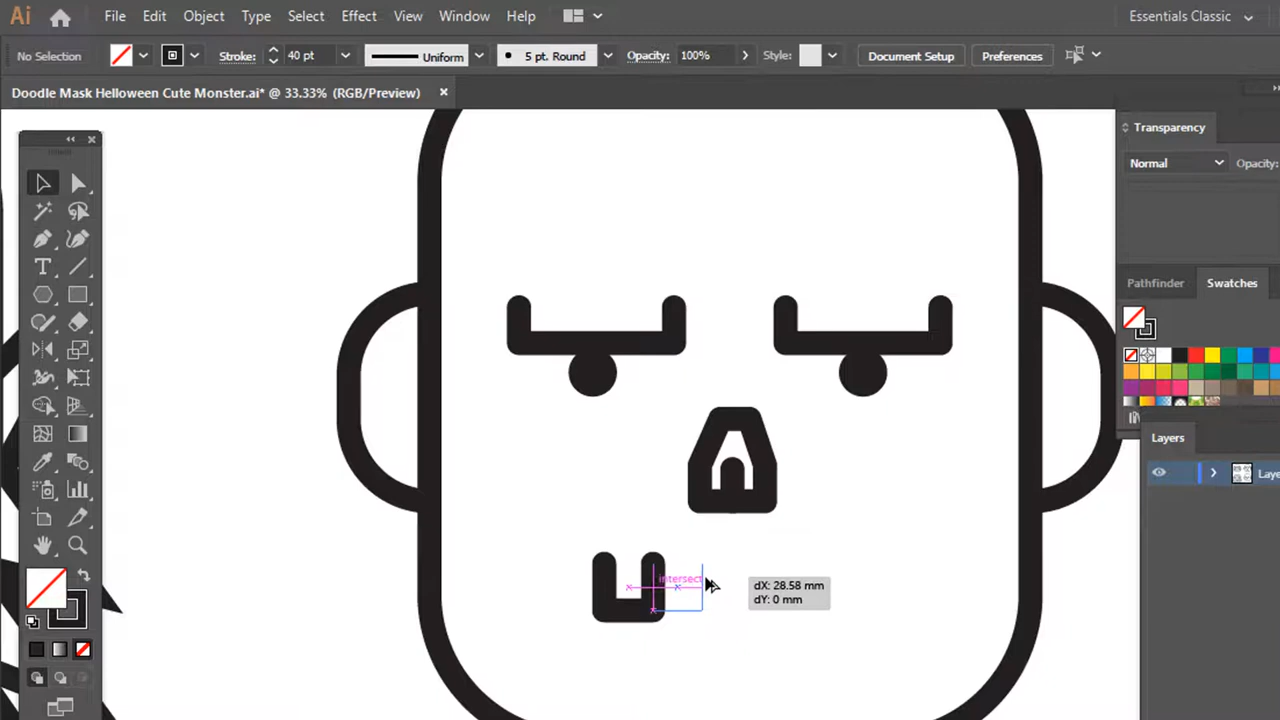 Ai File Edit Object Type Select Effect View Window Help Essentials Classic
No Selection Stroke: 40 pt Uniform 5 pt. Round Opacity: 100% Style: Document Setup Preferences
Doodle Mask Helloween Cute Monster.ai* @ 33.33% (RGB/Preview)
Transparency
Normal Opacity:
Pathfinder Swatches
Layers
Laye
intersect
dX: 28.58 mm
dY: 0 mm